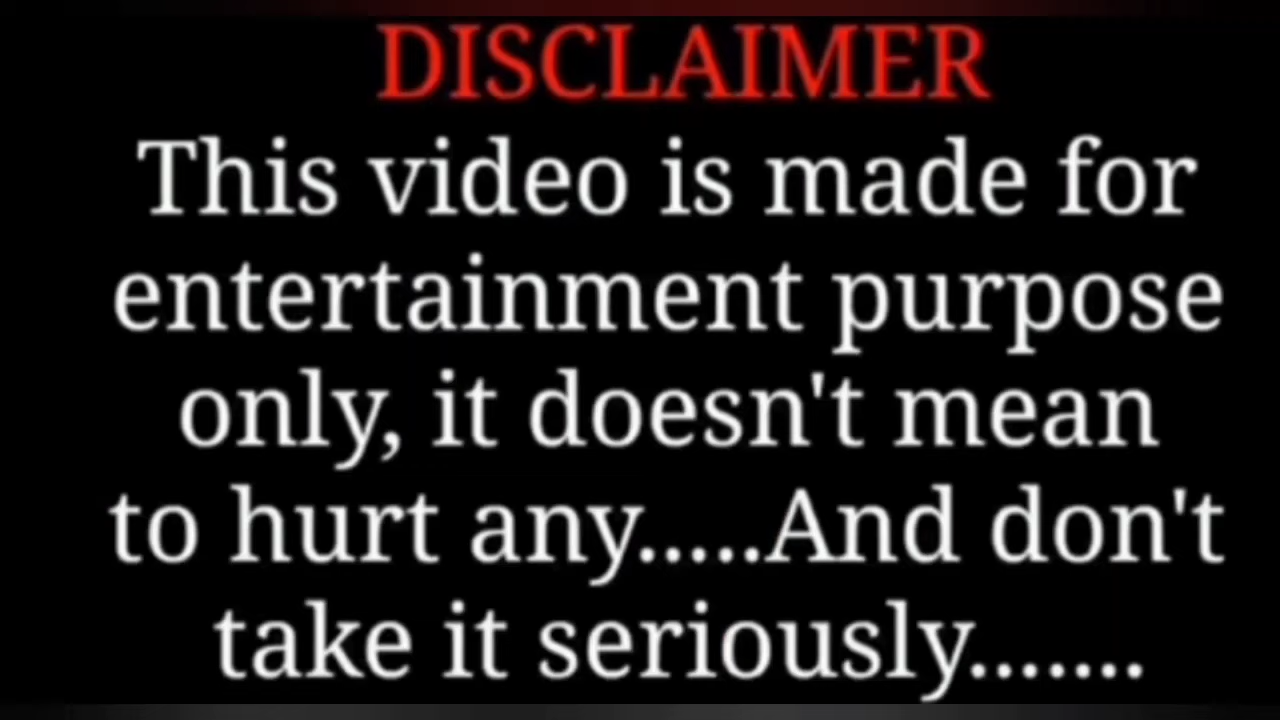 DISCLAIMER
This video is made for
entertainment purpose
only, it doesn't mean
to hurt any.....And don't
take it seriously.......